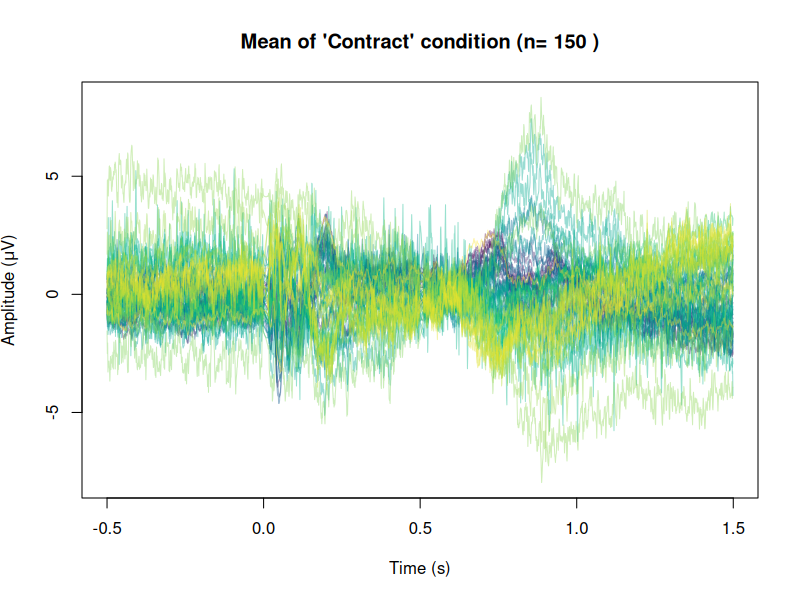 Mean of 'Contract' condition (n= 150 )
Amplitude (µV)
5
0
-5
-0.5 0.0 0.5 1.0 1.5
Time (s)